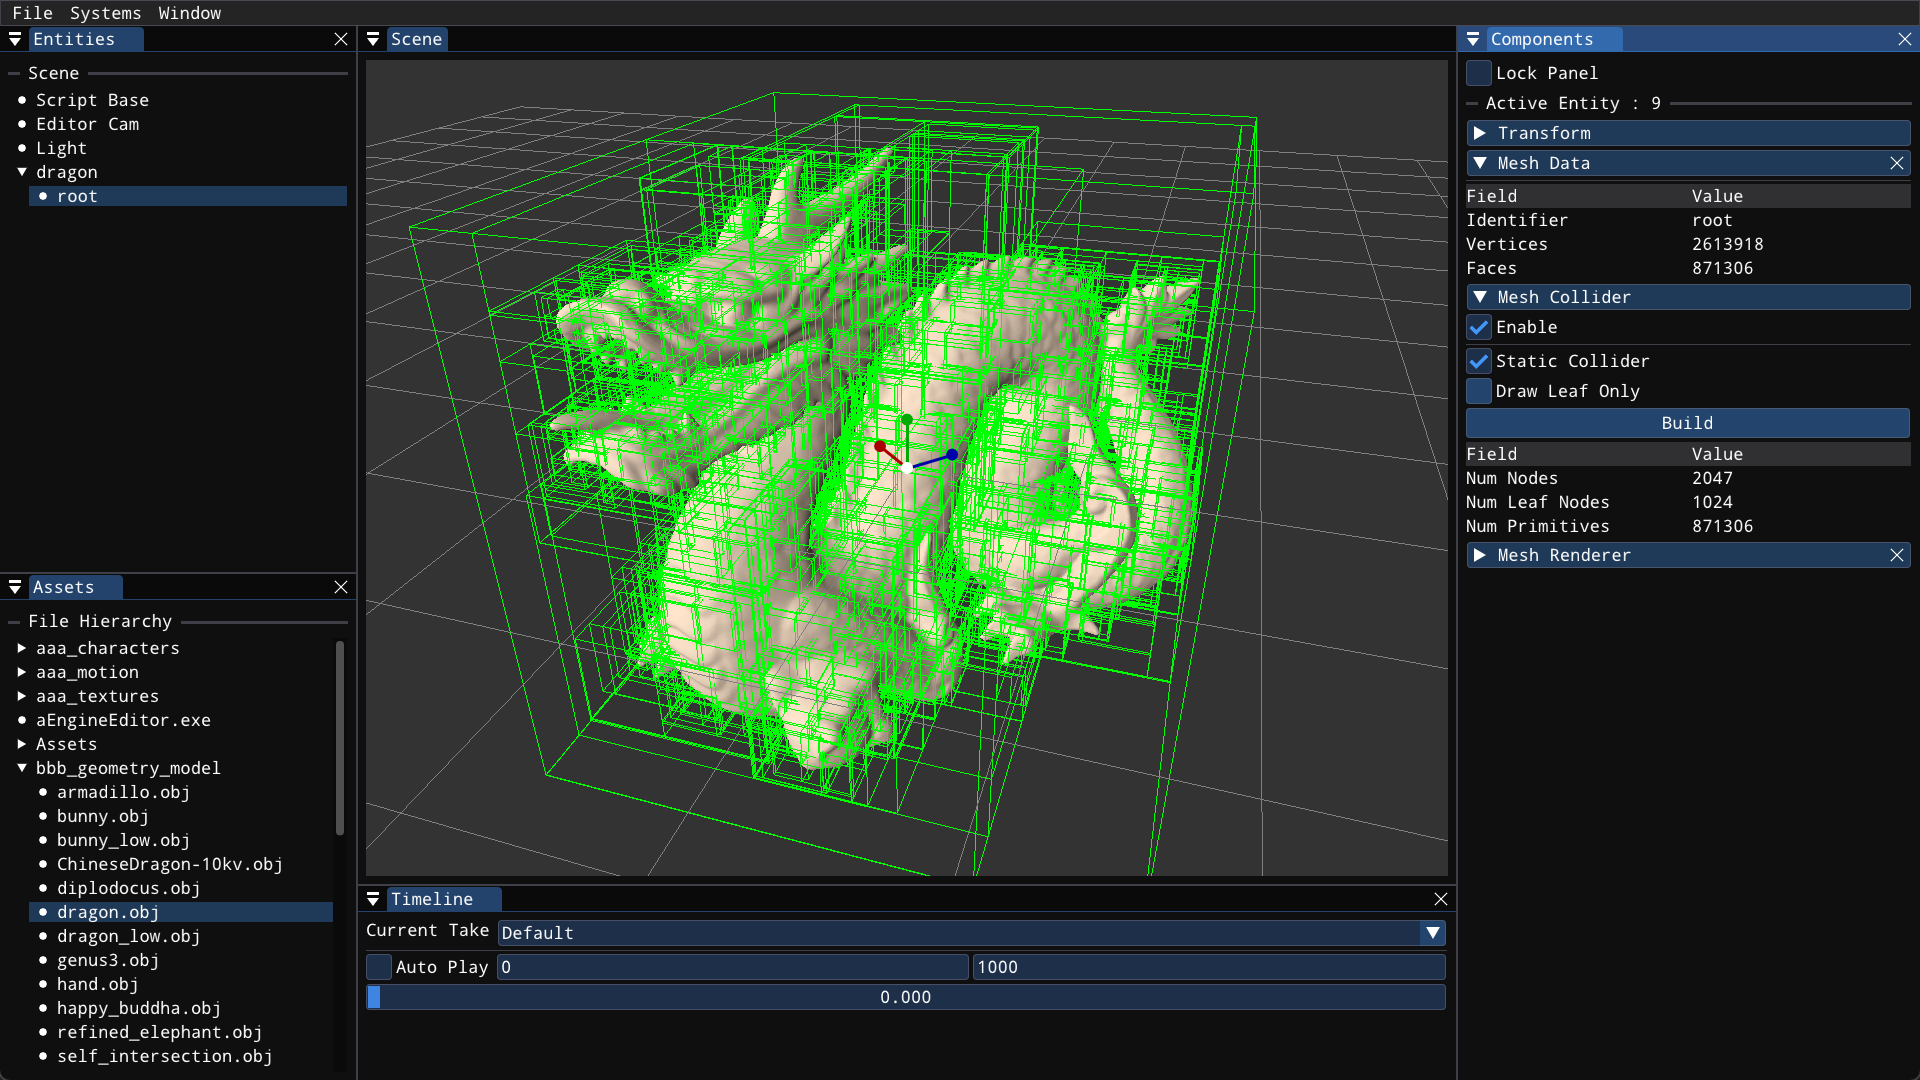 File Systems Window
Entities
Scene
Script Base
Editor Cam
Light
dragon
root
Assets
File Hierarchy
aaa_characters
aaa_motion
aaa_textures
aEngineEditor.exe
Assets
bbb_geometry_model
armadillo.obj
bunny.obj
bunny_low.obj
ChineseDragon-10kv.obj
diplodocus.obj
dragon.obj
dragon_low.obj
genus3.obj
hand.obj
happy_buddha.obj
refined_elephant.obj
self_intersection.obj
Scene
Timeline
Current Take Default
Auto Play 0 1000
0.000
Components
Lock Panel
Active Entity : 9
Transform
Mesh Data
Field Value
Identifier root
Vertices 2613918
Faces 871306
Mesh Collider
Enable
Static Collider
Draw Leaf Only
Build
Field Value
Num Nodes 2047
Num Leaf Nodes 1024
Num Primitives 871306
Mesh Renderer